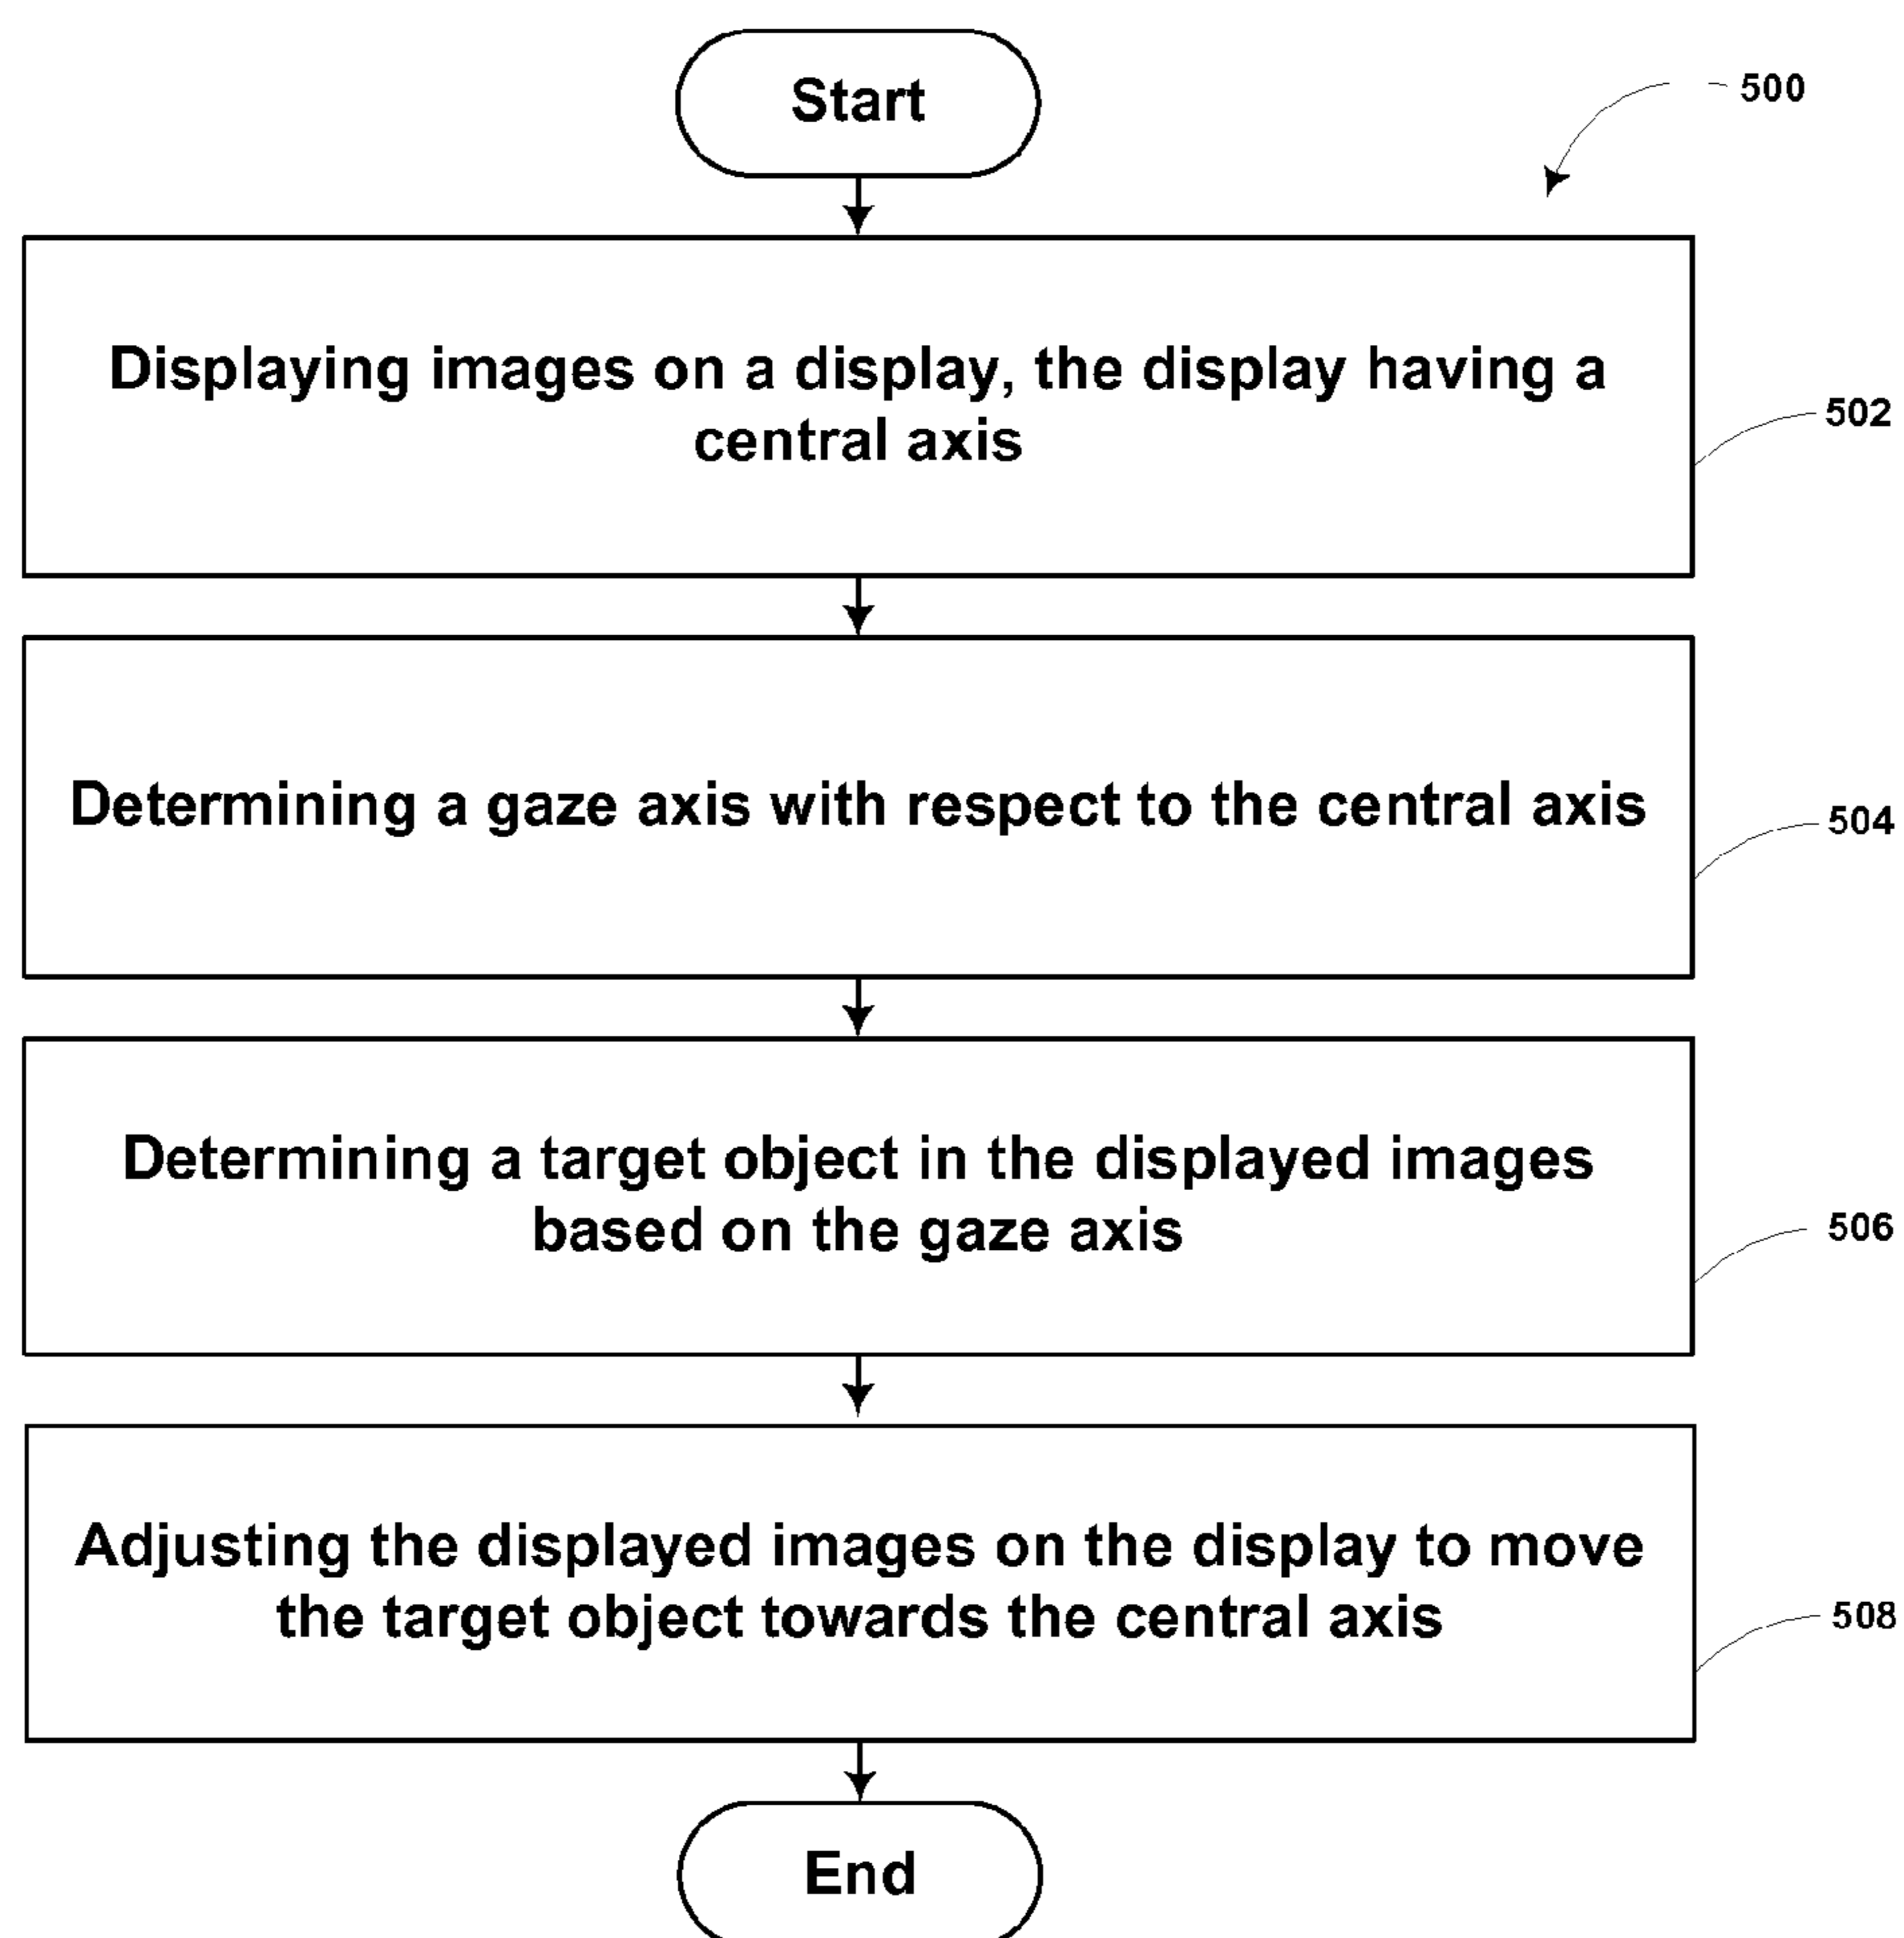 Start
500
Displaying images on a display, the display having a
central axis
502
Determining a gaze axis with respect to the central axis
504
Determining a target object in the displayed images
based on the gaze axis
506
Adjusting the displayed images on the display to move
the target object towards the central axis
508
End